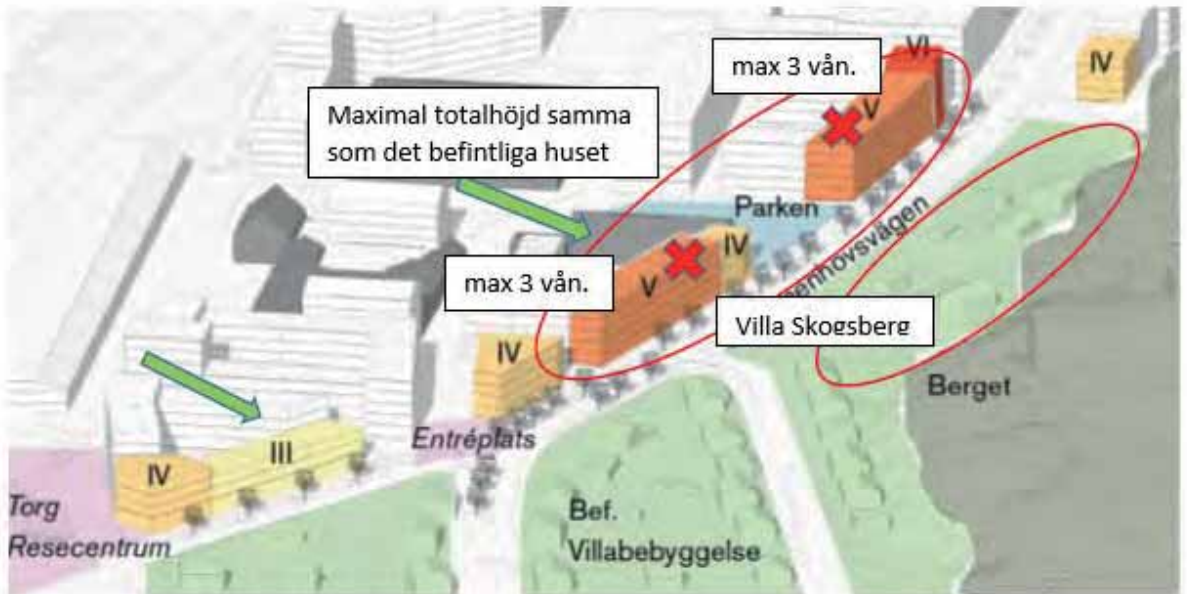 max 3 vån.
VI
IV
V
Maximal totalhöjd samma
som det befintliga huset
Parken
IV
V
max 3 vån.
Villa Skogsberg
IV
Berget
Entréplats
III
IV
Torg
Resecentrum
Bef.
Villabebyggelse